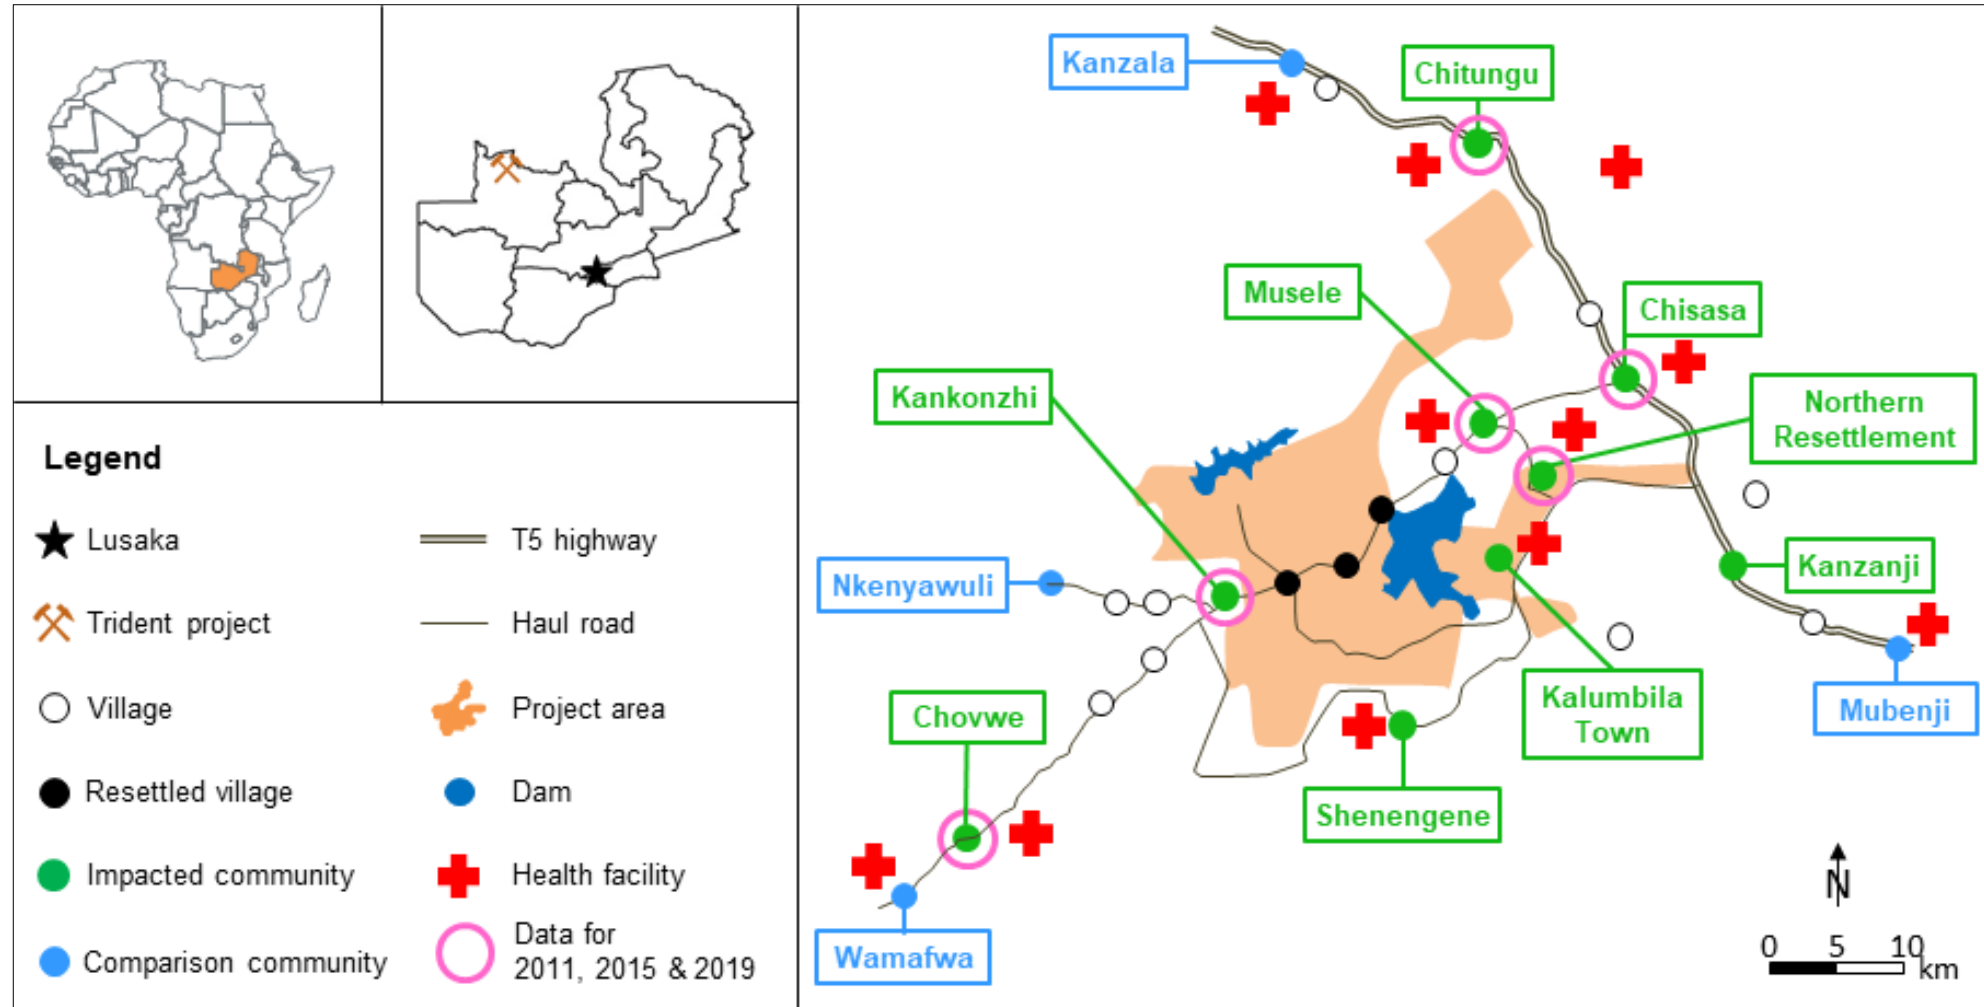 Legend
Lusaka
Trident project
Village
Resettled village
Impacted community
Comparison community
T5 highway
Haul road
Project area
Dam
Health facility
Data for
2011, 2015 & 2019
Kanzala
Chitungu
Musele
Chisasa
Kankonzhi
Northern
Resettlement
Nkenyawuli
Kanzanji
Chovwe
Kalumbila
Town
Mubenji
Shenengene
Wamafwa
N
0 5 10
km